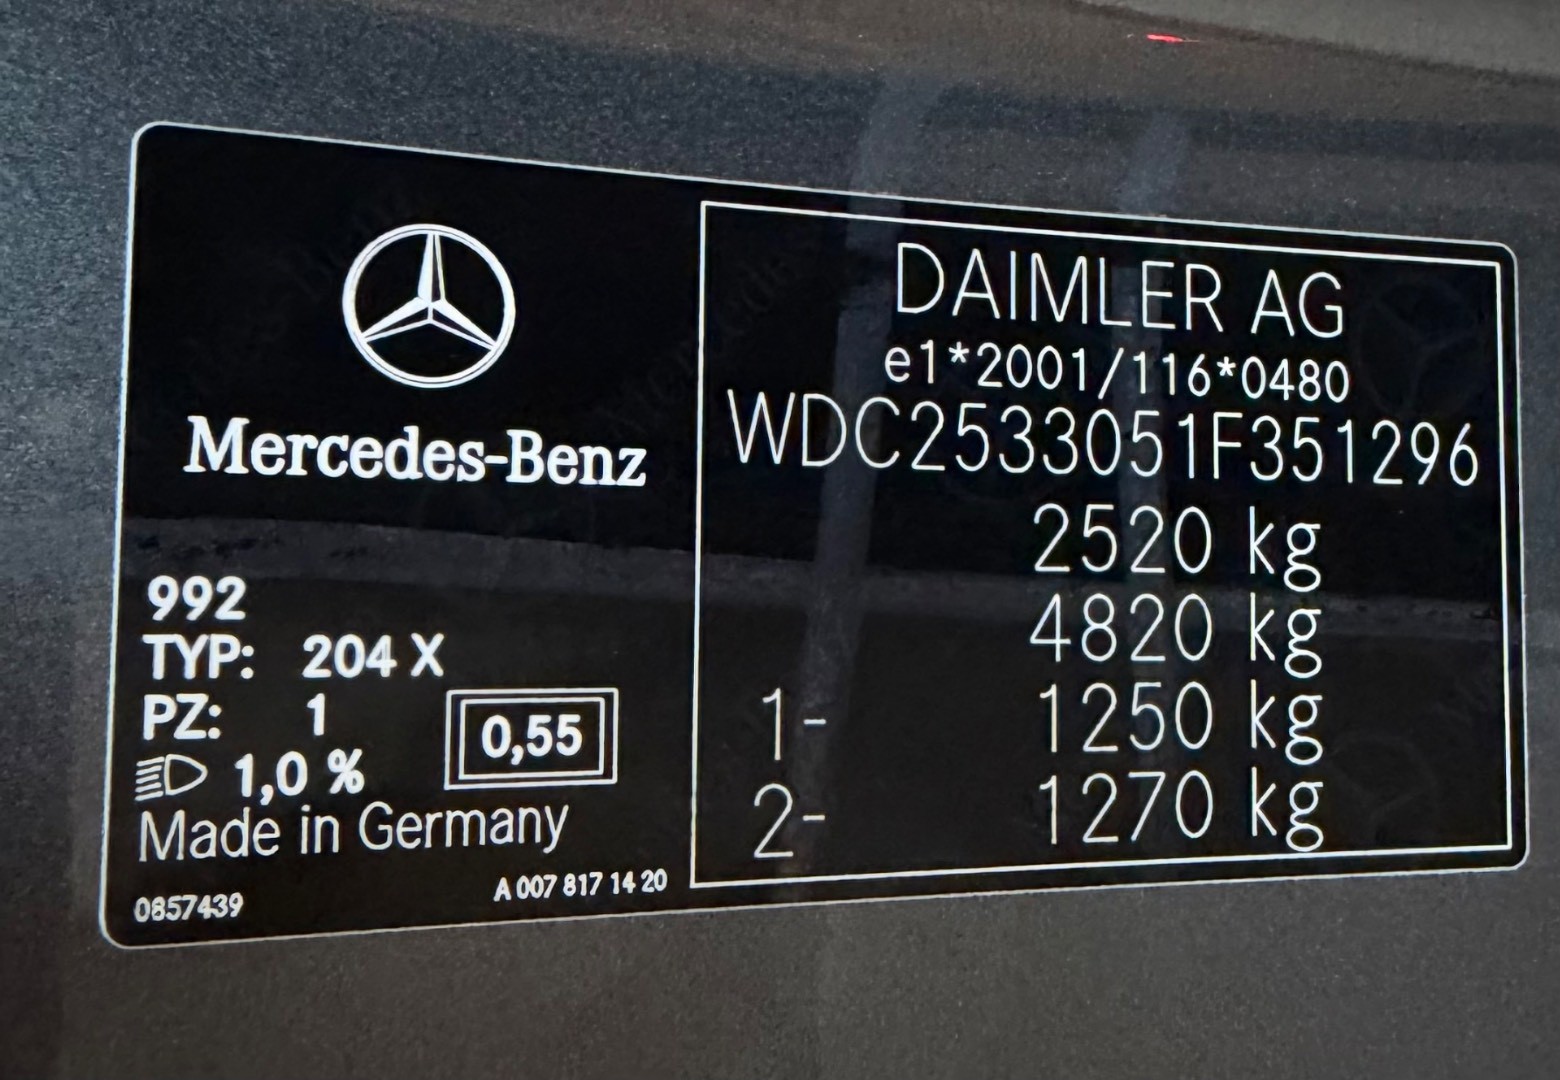 Mercedes-Benz
992
TYP: 204 X
PZ: 1
1,0 %
0,55
Made in Germany
0857439
A 007 817 14 20
DAIMLER AG
e1*2001/116*0480
WDC2533051F351296
2520 kg
4820 kg
1- 1250 kg
2- 1270 kg